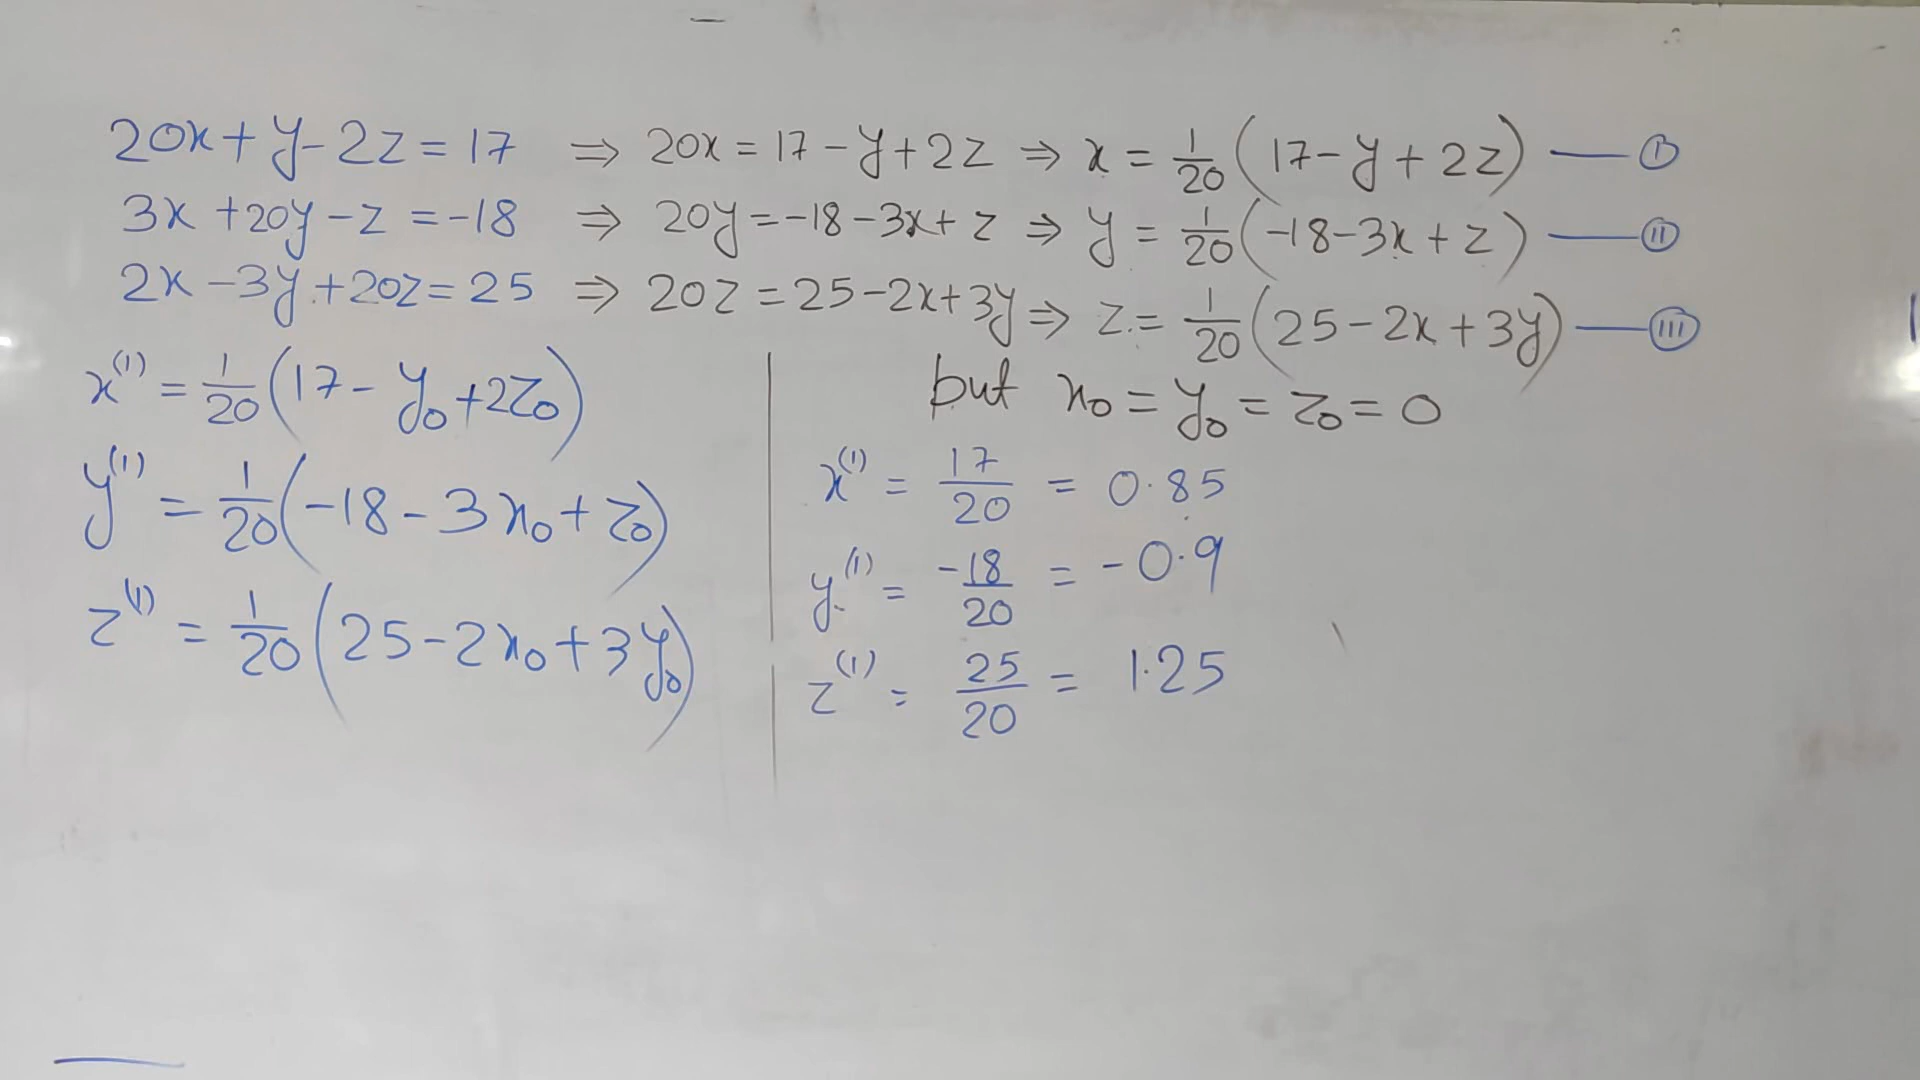 20x + y - 2z = 17 ⇒ 20x = 17 - y + 2z ⇒ x = 1/20 (17 - y + 2z) — (I)
3x + 20y - z = -18 ⇒ 20y = -18 - 3x + z ⇒ y = 1/20 (-18 - 3x + z) — (II)
2x - 3y + 20z = 25 ⇒ 20z = 25 - 2x + 3y ⇒ z = 1/20 (25 - 2x + 3y) — (III)
x⁽¹⁾ = 1/20 (17 - y₀ + 2z₀)
y⁽¹⁾ = 1/20 (-18 - 3x₀ + z₀)
z⁽¹⁾ = 1/20 (25 - 2x₀ + 3y₀)
but x₀ = y₀ = z₀ = 0
x⁽¹⁾ = 17/20 = 0.85
y⁽¹⁾ = -18/20 = -0.9
z⁽¹⁾ = 25/20 = 1.25